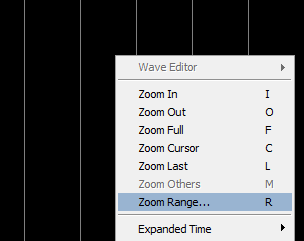 Wave Editor
Zoom In I
Zoom Out O
Zoom Full F
Zoom Cursor C
Zoom Last L
Zoom Others M
Zoom Range... R
Expanded Time